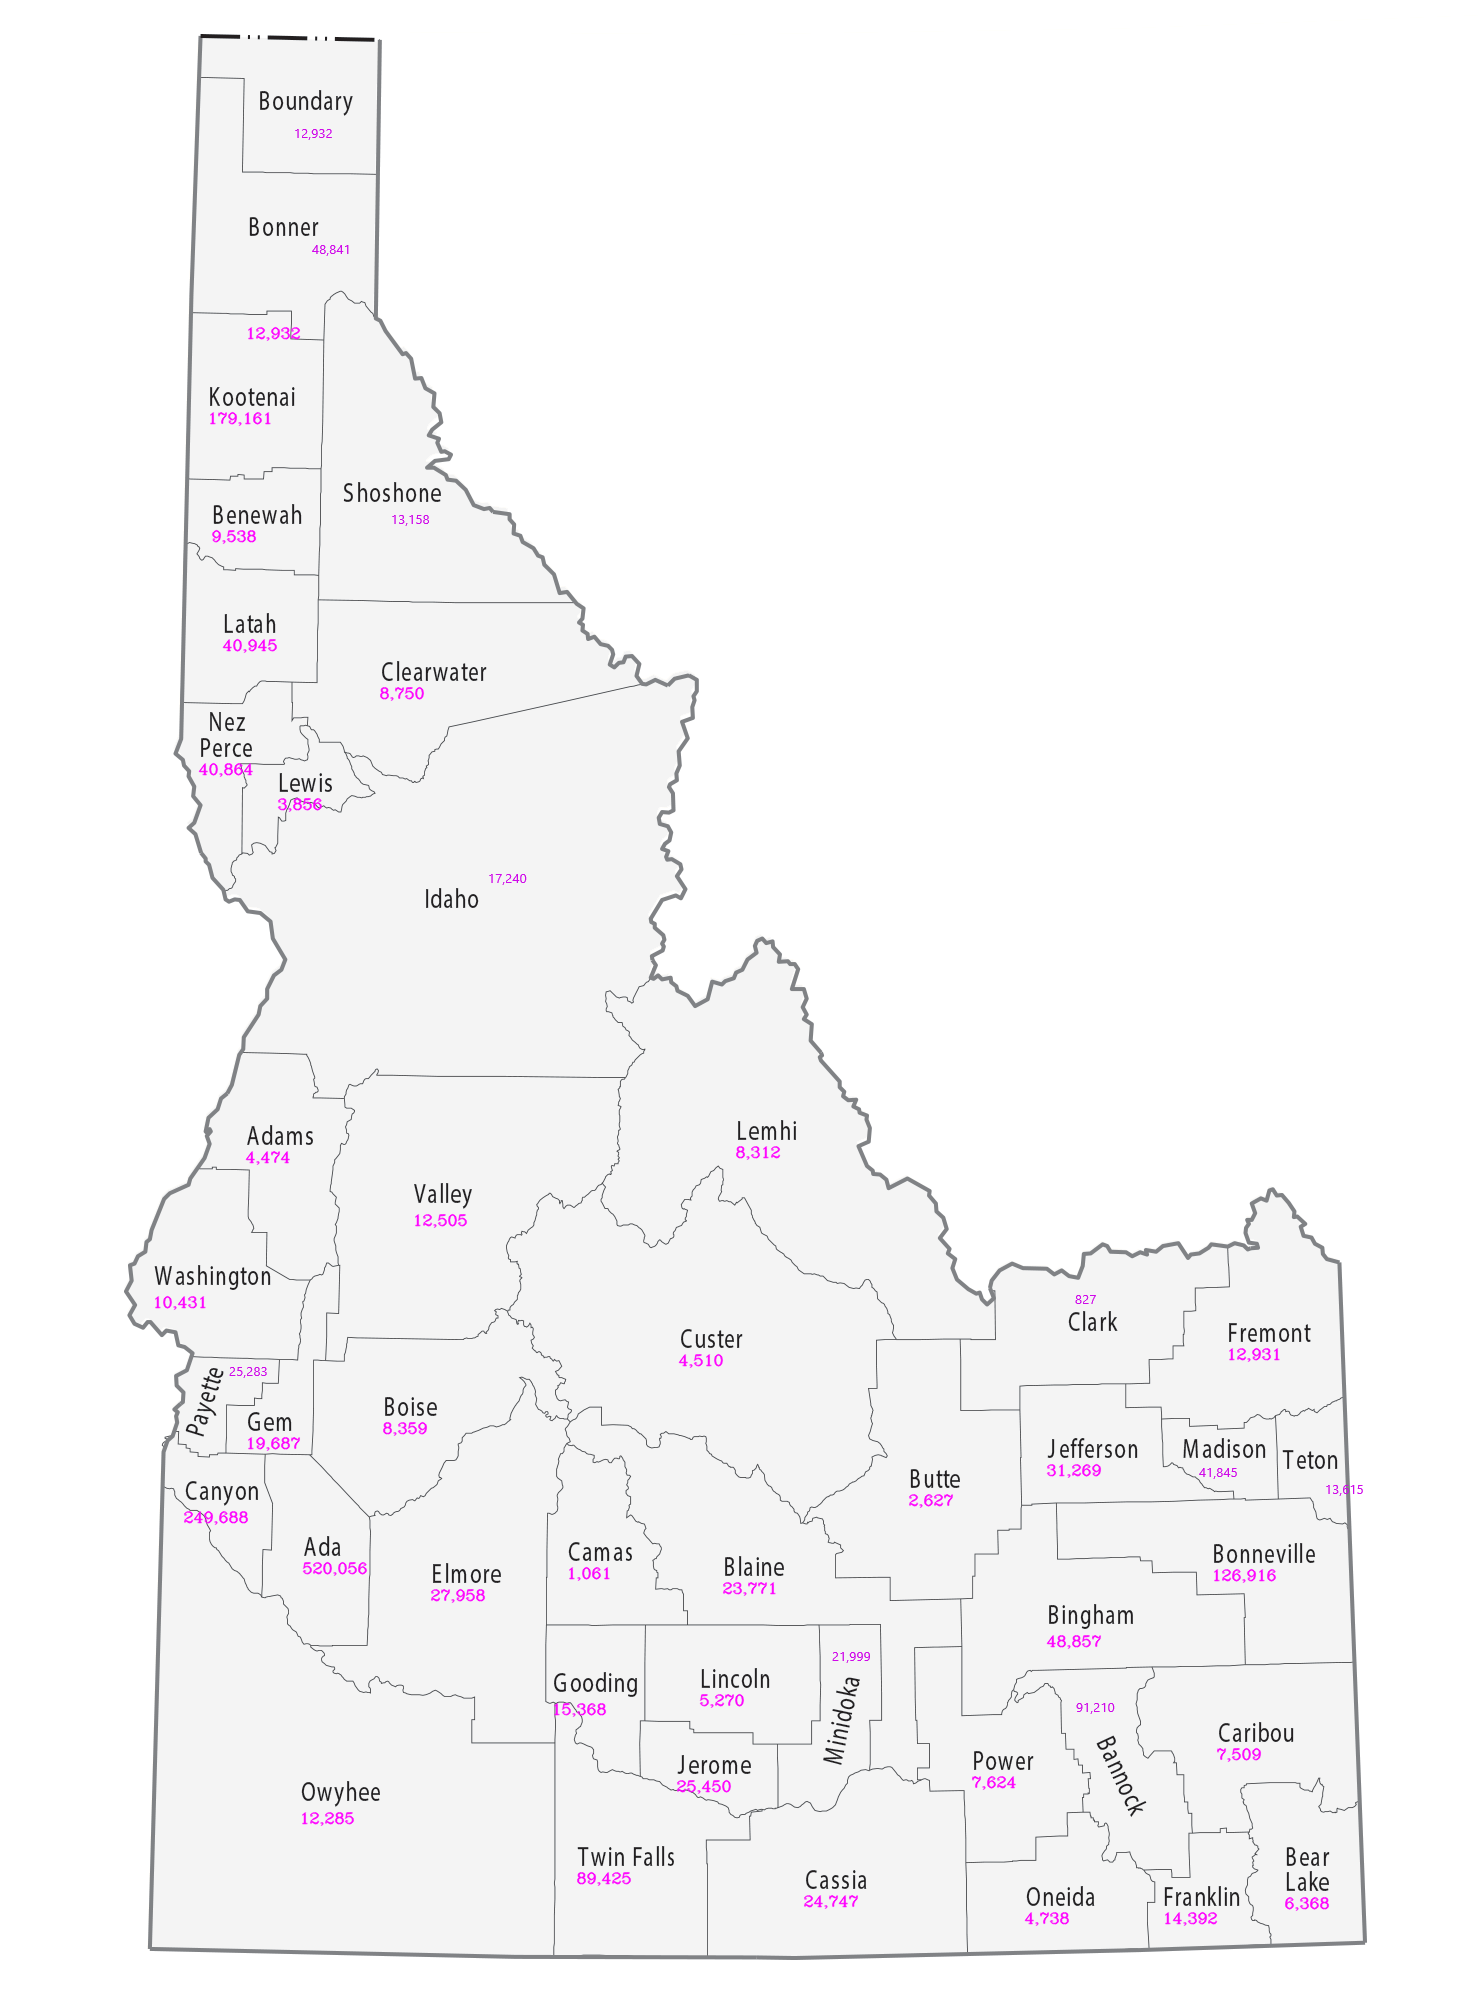 Boundary
12,932
Bonner
48,841
12,932
Kootenai
179,161
Shoshone
13,158
Benewah
9,538
Latah
40,945
Clearwater
8,750
Nez
Perce
40,864
Lewis
3,856
Idaho
17,240
Adams
4,474
Lemhi
8,312
Valley
12,505
Washington
10,431
Custer
4,510
827
Clark
Fremont
12,931
Payette
25,283
Gem
19,687
Boise
8,359
Butte
2,627
Jefferson
31,269
Madison
41,845
Teton
13,615
Canyon
249,688
Ada
520,056
Elmore
27,958
Camas
1,061
Blaine
23,771
Bonneville
126,916
Bingham
48,857
Gooding
15,368
Lincoln
5,270
21,999
Minidoka
Jerome
25,450
Power
7,624
91,210
Bannock
Caribou
7,509
Owyhee
12,285
Twin Falls
89,425
Cassia
24,747
Oneida
4,738
Franklin
14,392
Bear
Lake
6,368